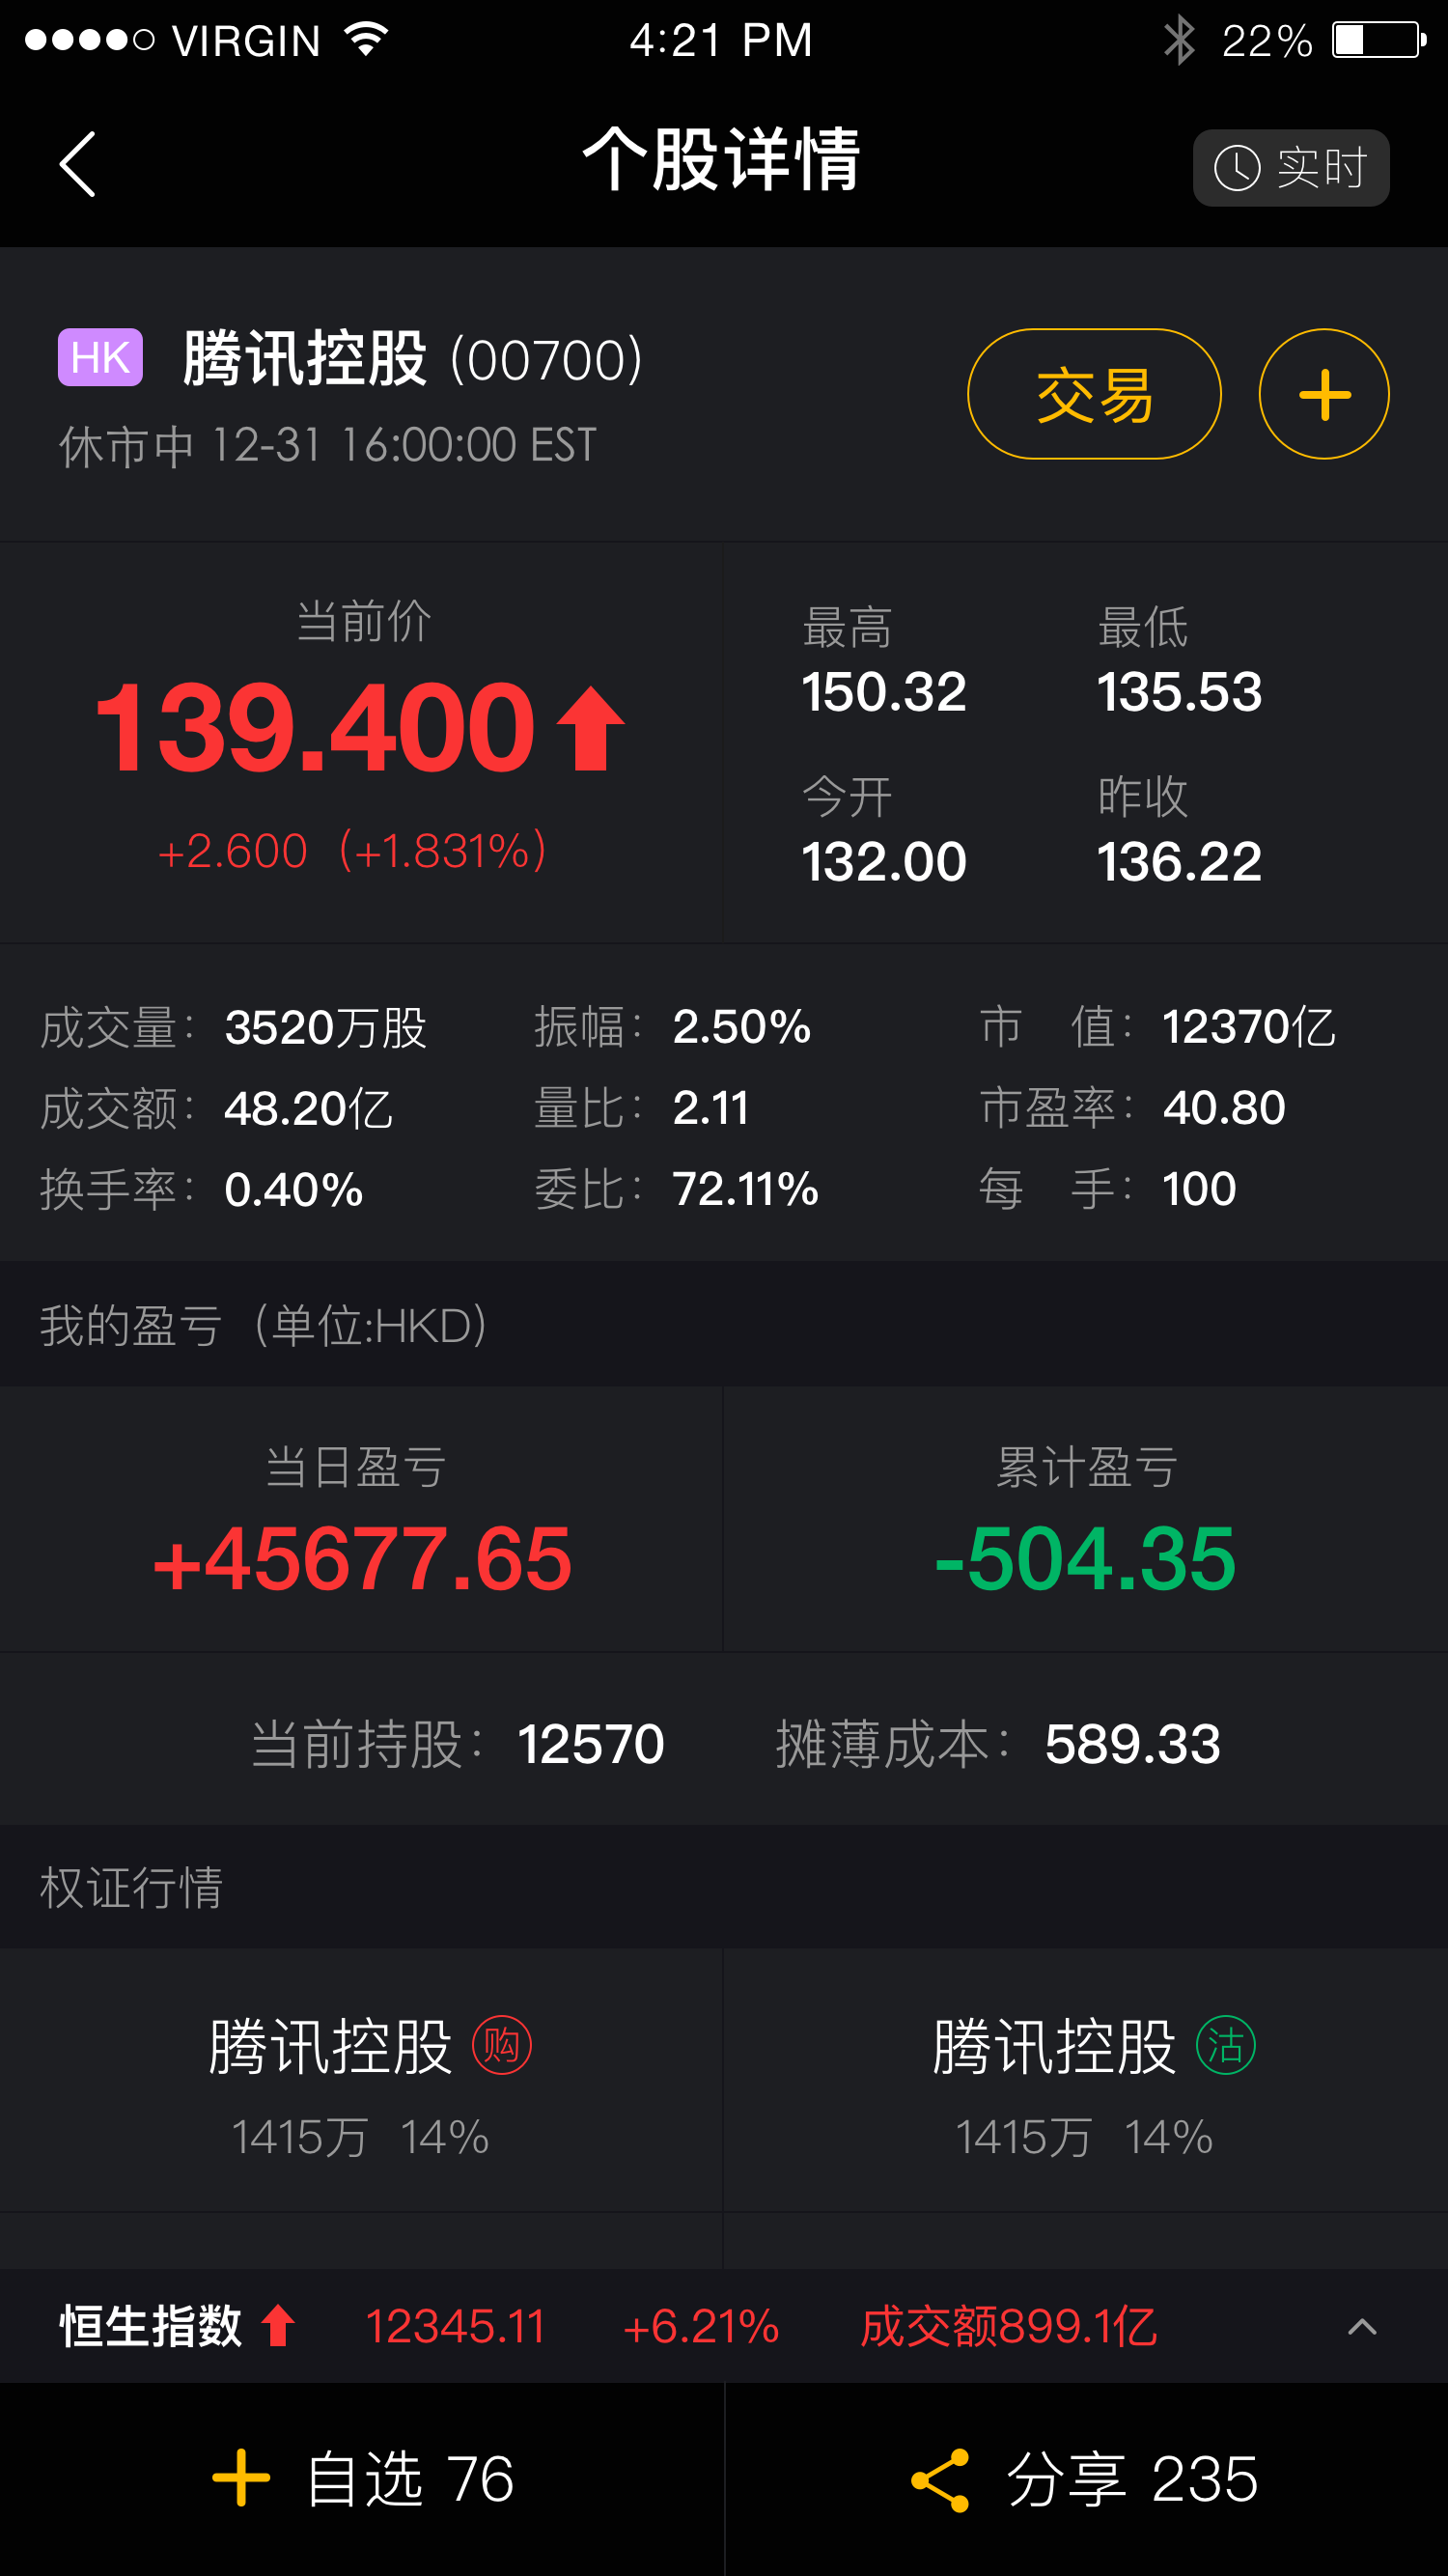 VIRGIN 4:21 PM 22%
个股详情 实时
HK 腾讯控股 (00700)
休市中 12-31 16:00:00 EST
交易
当前价
139.400
+2.600（+1.831%）
最高 最低
150.32 135.53
今开 昨收
132.00 136.22
成交量： 3520万股 振幅： 2.50% 市 值： 12370亿
成交额： 48.20亿 量比： 2.11 市盈率： 40.80
换手率： 0.40% 委比： 72.11% 每 手： 100
我的盈亏（单位:HKD）
当日盈亏 累计盈亏
+45677.65 -504.35
当前持股： 12570 摊薄成本： 589.33
权证行情
腾讯控股 购 腾讯控股 沽
1415万 14% 1415万 14%
恒生指数 12345.11 +6.21% 成交额899.1亿
自选 76 分享 235